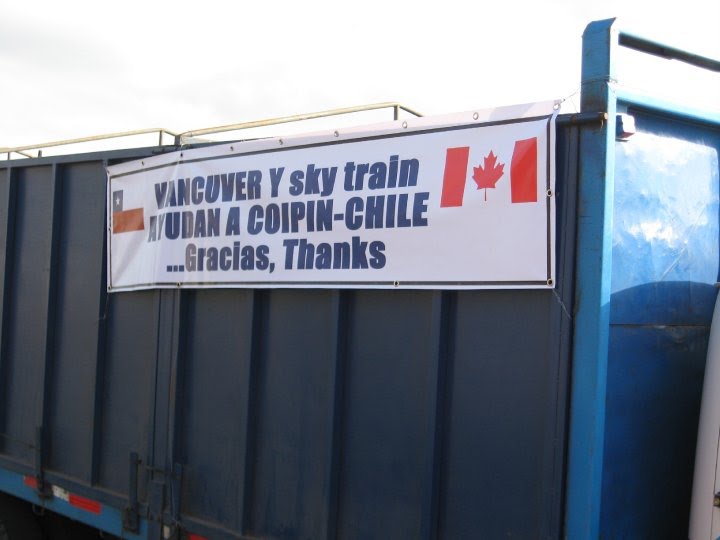 VANCUVER Y sky train
AYUDAN A COIPIN-CHILE
...Gracias, Thanks